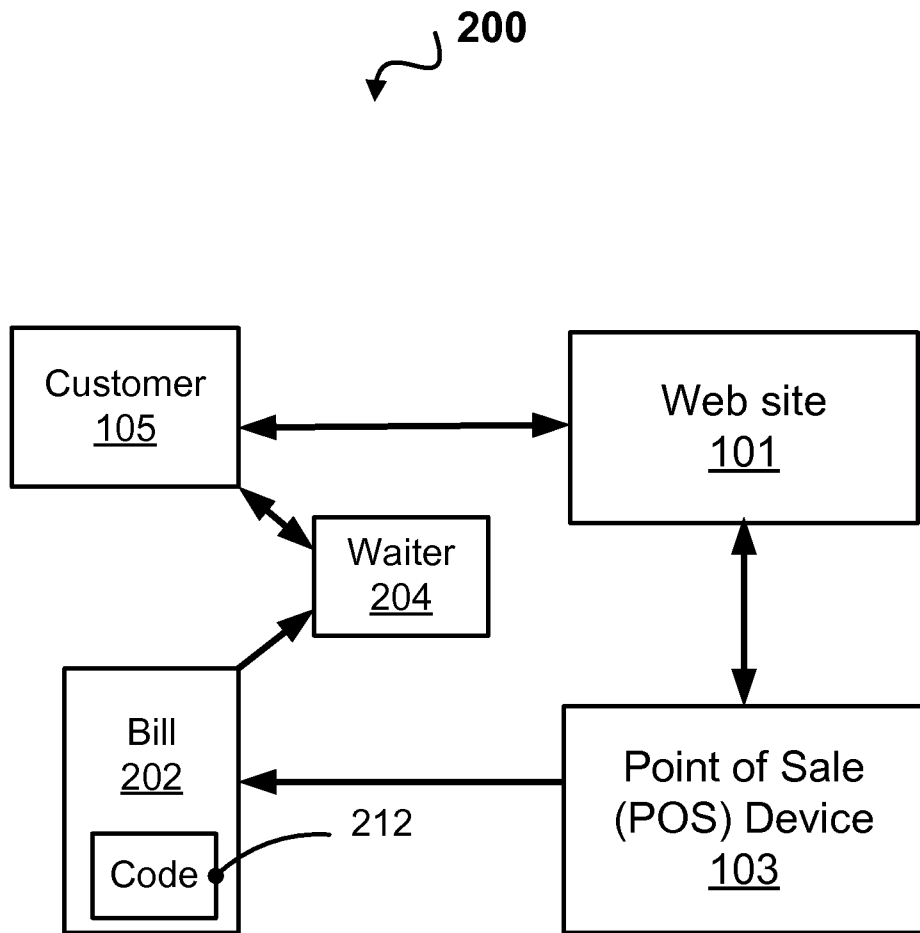 200
Customer
105
Web site
101
Waiter
204
Bill
202
Point of Sale
(POS) Device
103
212
Code